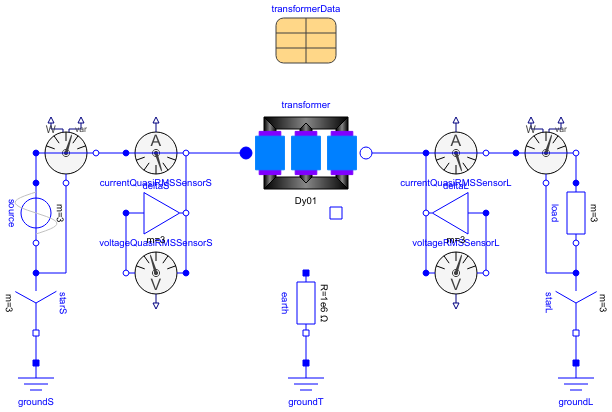 transformerData
transformer
W
var
A
A
W
var
currentQuasiRMSSensorS
deltaS
Dy01
currentQuasiRMSSensorL
deltaL
source
m=3
load
m=3
m=3
voltageQuasiRMSSensorS
m=3
voltageQuasiRMSSensorL
V
V
m=3
starS
earth
R=1e6 Ω
starL
m=3
groundS
groundT
groundL